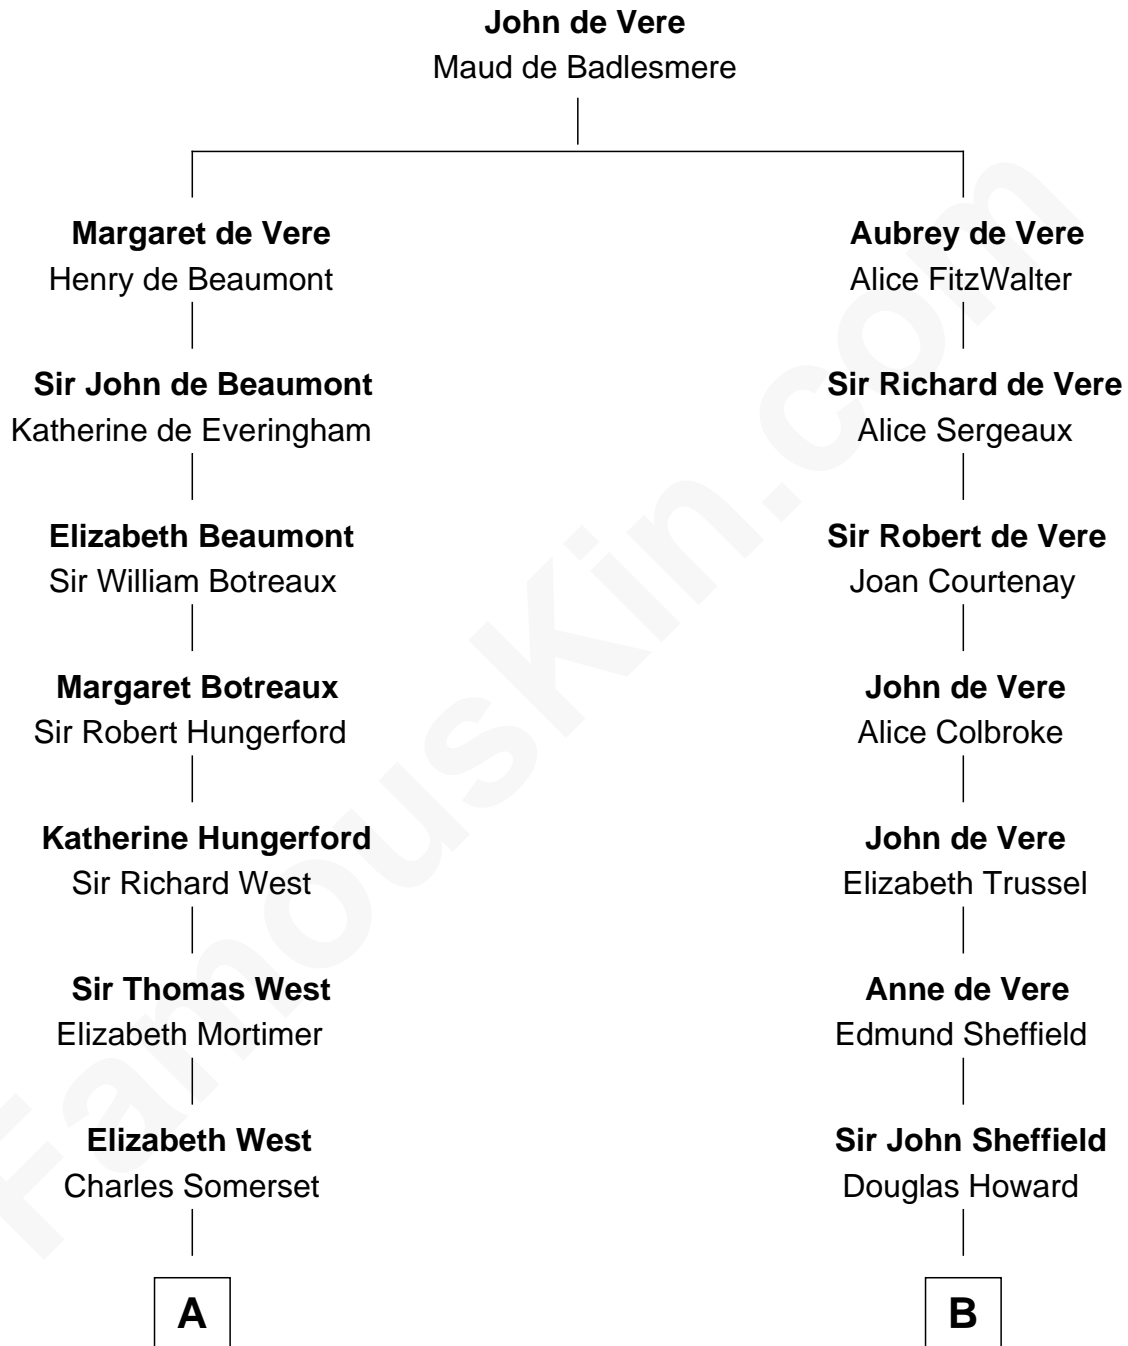 John de Vere
Maud de Badlesmere
Margaret de Vere
Henry de Beaumont
Aubrey de Vere
Alice FitzWalter
Sir John de Beaumont
Katherine de Everingham
Sir Richard de Vere
Alice Sergeaux
Elizabeth Beaumont
Sir William Botreaux
Sir Robert de Vere
Joan Courtenay
Margaret Botreaux
Sir Robert Hungerford
John de Vere
Alice Colbroke
Katherine Hungerford
Sir Richard West
John de Vere
Elizabeth Trussel
Sir Thomas West
Elizabeth Mortimer
Anne de Vere
Edmund Sheffield
Elizabeth West
Charles Somerset
Sir John Sheffield
Douglas Howard
A
B
FamousKin.com